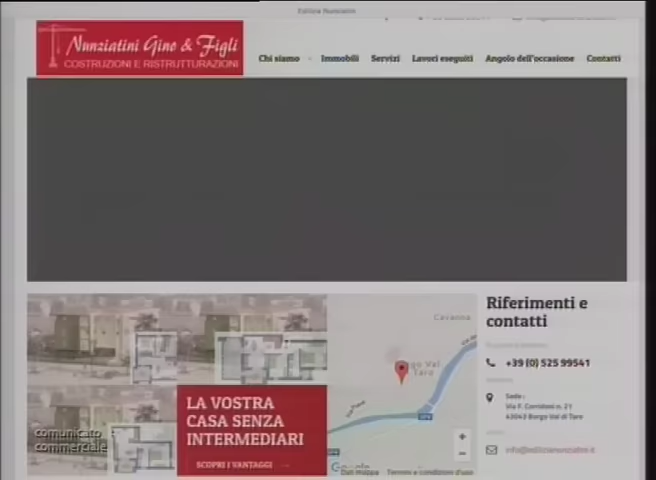 Edilizia Nunziatini
Nunziatini Gino & Figli
COSTRUZIONI E RISTRUTTURAZIONI
Chi siamo Immobili Servizi Lavori eseguiti Angolo dell'occasione Contatti
Riferimenti e
contatti
Cavanna
+39 (0) 525 99541
Val
Taro
Sede:
Via F. Corridoni n. 21
43043 Borgo Val di Taro
LA VOSTRA
CASA SENZA
INTERMEDIARI
SCOPRI I VANTAGGI
comunicato
commerciale
Google
Dati mappa Termini e condizioni d'uso